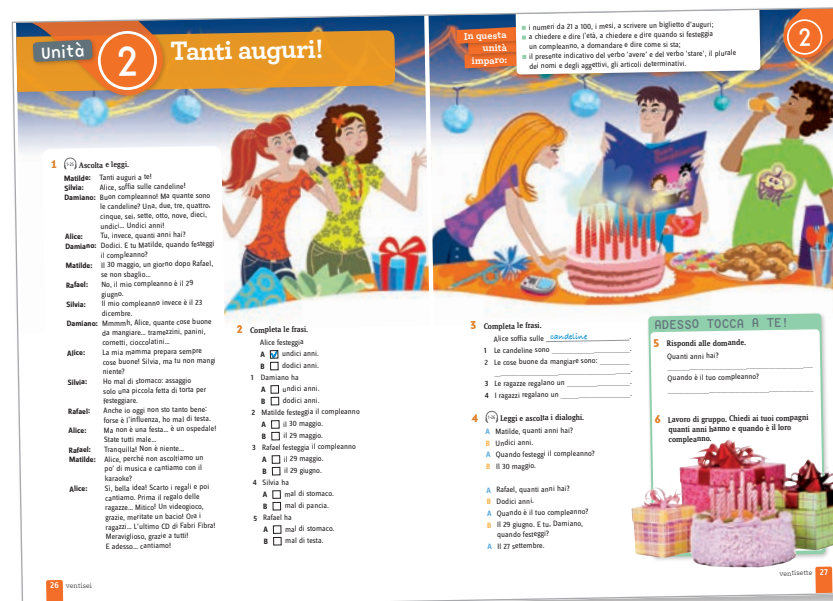 Unità
2
Tanti auguri!
1 Ascolta e leggi.
Matilde: Tanti auguri a te!
Silvia: Alice, soffia sulle candeline!
Damiano: Buon compleanno! Ma quante sono
le candeline? Una, due, tre, quattro,
cinque, sei, sette, otto, nove, dieci,
undici... Undici anni!
Alice: Tu, invece, quanti anni hai?
Damiano: Dodici. E tu Matilde, quando festeggi
il compleanno?
Matilde: Il 30 maggio, un giorno dopo Rafael,
se non sbaglio...
Rafael: No, il mio compleanno è il 29
giugno.
Silvia: Il mio compleanno invece è il 23
dicembre.
Damiano: Mmmmh, Alice, quante cose buone
da mangiare... tramezzini, panini,
cornetti, cioccolatini...
Alice: La mia mamma prepara sempre
cose buone! Silvia, ma tu non mangi
niente?
Silvia: Ho mal di stomaco: assaggio
solo una piccola fetta di torta per
festeggiare.
Rafael: Anche io oggi non sto tanto bene:
forse è l'influenza, ho mal di testa.
Alice: Ma non è una festa... è un ospedale!
State tutti male...
Rafael: Tranquilla! Non è niente...
Matilde: Alice, perché non ascoltiamo un
po' di musica e cantiamo con il
karaoke?
Alice: Sì, bella idea! Scarto i regali e poi
cantiamo. Prima il regalo delle
ragazze... Mitico! Un videogioco,
grazie, meritate un bacio! Ora i
ragazzi... L'ultimo CD di Fabri Fibra!
Meraviglioso, grazie a tutti!
E adesso... cantiamo!
2 Completa le frasi.
Alice festeggia
A undici anni.
B dodici anni.
1 Damiano ha
A undici anni.
B dodici anni.
2 Matilde festeggia il compleanno
A il 30 maggio.
B il 29 maggio.
3 Rafael festeggia il compleanno
A il 29 maggio.
B il 29 giugno.
4 Silvia ha
A mal di stomaco.
B mal di pancia.
5 Rafael ha
A mal di stomaco.
B mal di testa.
26 ventisei
In questa
unità
imparo:
i numeri da 21 a 100, i mesi, a scrivere un biglietto d'auguri;
a chiedere e dire l'età, a chiedere e dire quando si festeggia
un compleanno, a domandare e dire come si sta;
il presente indicativo del verbo 'avere' e del verbo 'stare', il plurale
dei nomi e degli aggettivi, gli articoli determinativi.
2
3 Completa le frasi.
Alice soffia sulle candeline.
1 Le candeline sono
2 Le cose buone da mangiare sono:
3 Le ragazze regalano un
4 I ragazzi regalano un
4 Leggi e ascolta i dialoghi.
A Matilde, quanti anni hai?
B Undici anni.
A Quando festeggi il compleanno?
B Il 30 maggio.
A Rafael, quanti anni hai?
B Dodici anni.
A Quando è il tuo compleanno?
B Il 29 giugno. E tu, Damiano,
quando festeggi?
A Il 27 settembre.
ADESSO TOCCA A TE!
5 Rispondi alle domande.
Quanti anni hai?
Quando è il tuo compleanno?
6 Lavoro di gruppo. Chiedi ai tuoi compagni
quanti anni hanno e quando è il loro
compleanno.
ventisette 27